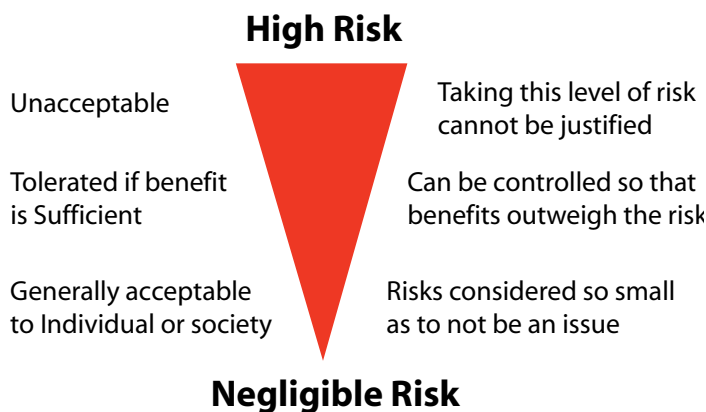 High Risk
Unacceptable
Taking this level of risk
cannot be justified
Tolerated if benefit
is Sufficient
Can be controlled so that
benefits outweigh the risk
Generally acceptable
to Individual or society
Risks considered so small
as to not be an issue
Negligible Risk